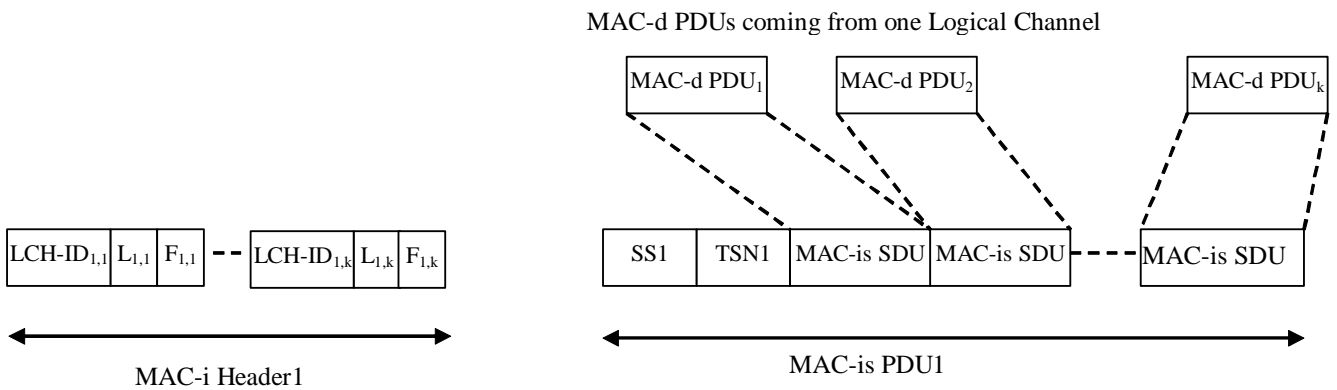 MAC-d PDUs coming from one Logical Channel
MAC-d PDU₁ MAC-d PDU₂ MAC-d PDUₖ
LCH-ID₁,₁ L₁,₁ F₁,₁ LCH-ID₁,ₖ L₁,ₖ F₁,ₖ SS1 TSN1 MAC-is SDU MAC-is SDU MAC-is SDU
MAC-i Header1 MAC-is PDU1